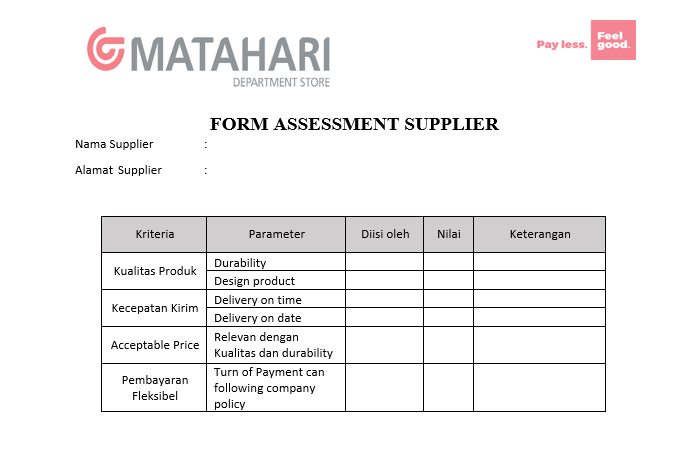 MATAHARI
DEPARTMENT STORE
Pay less. Feel good.
FORM ASSESSMENT SUPPLIER
Nama Supplier :
Alamat Supplier :
Kriteria Parameter Diisi oleh Nilai Keterangan
Kualitas Produk Durability
Design product
Kecepatan Kirim Delivery on time
Delivery on date
Acceptable Price Relevan dengan
Kualitas dan durability
Pembayaran Turn of Payment can
Fleksibel following company
policy